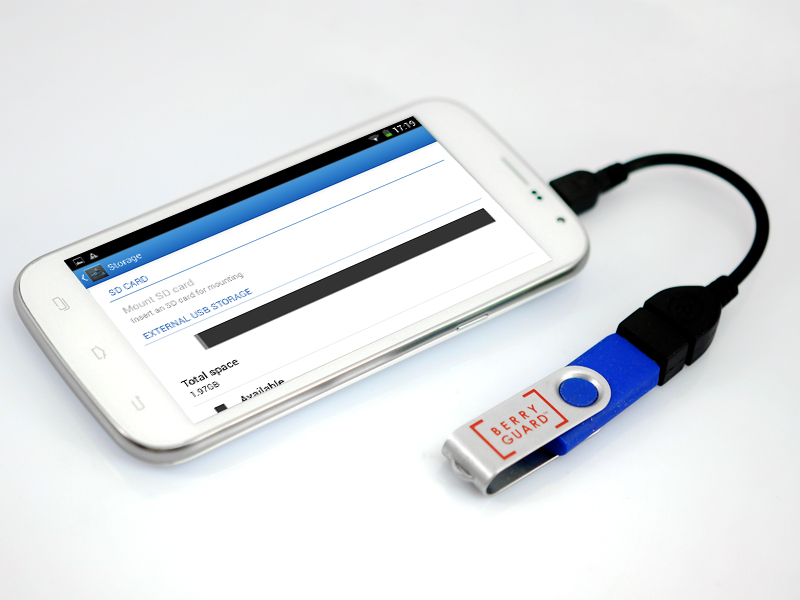 17:19
Storage
SD CARD
Mount SD card
Insert an SD card for mounting
EXTERNAL USB STORAGE
Total space
1.97GB
Available
BERRY
GUARD™